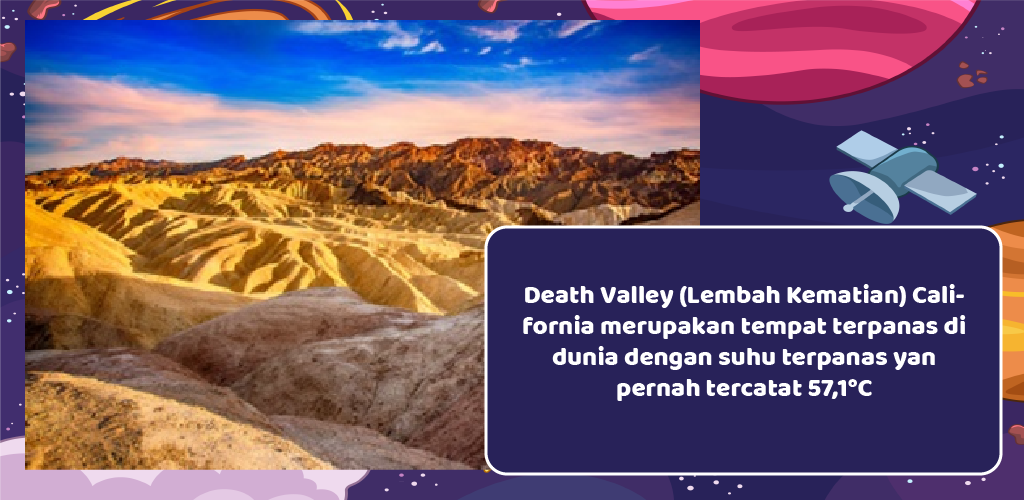 Death Valley (Lembah Kematian) Cali-
fornia merupakan tempat terpanas di
dunia dengan suhu terpanas yan
pernah tercatat 57,1°C